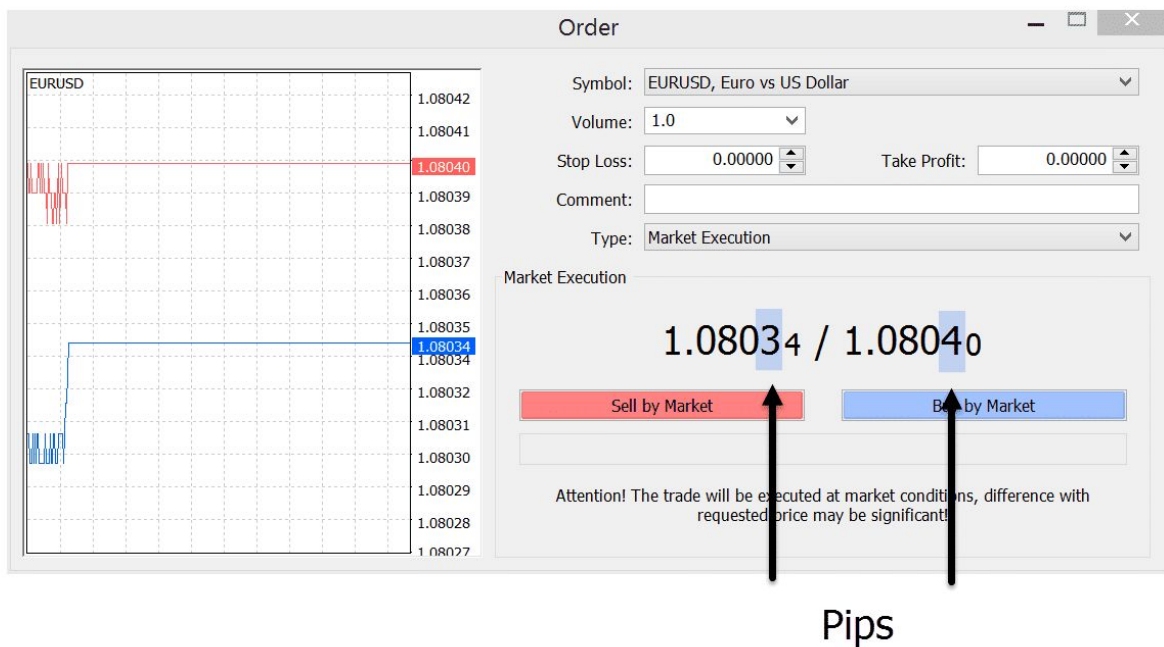 Order
EURUSD
1.08042
1.08041
1.08040
1.08039
1.08038
1.08037
1.08036
1.08035
1.08034
1.08034
1.08032
1.08031
1.08030
1.08029
1.08028
1.08027
Symbol: EURUSD, Euro vs US Dollar
Volume: 1.0
Stop Loss: 0.00000 Take Profit: 0.00000
Comment:
Type: Market Execution
Market Execution
1.08034 / 1.08040
Sell by Market Buy by Market
Attention! The trade will be executed at market conditions, difference with
requested price may be significant!
Pips